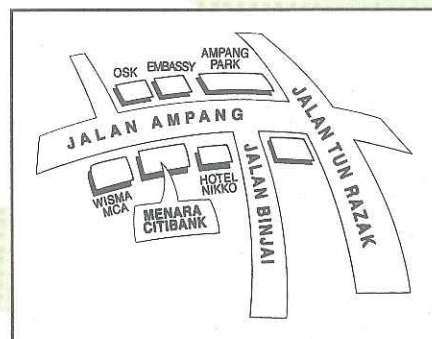 AMPANG
PARK
EMBASSY
OSK
JALAN AMPANG
JALAN TUN RAZAK
WISMA
MCA
MENARA
CITIBANK
HOTEL
NIKKO
JALAN BINJAI